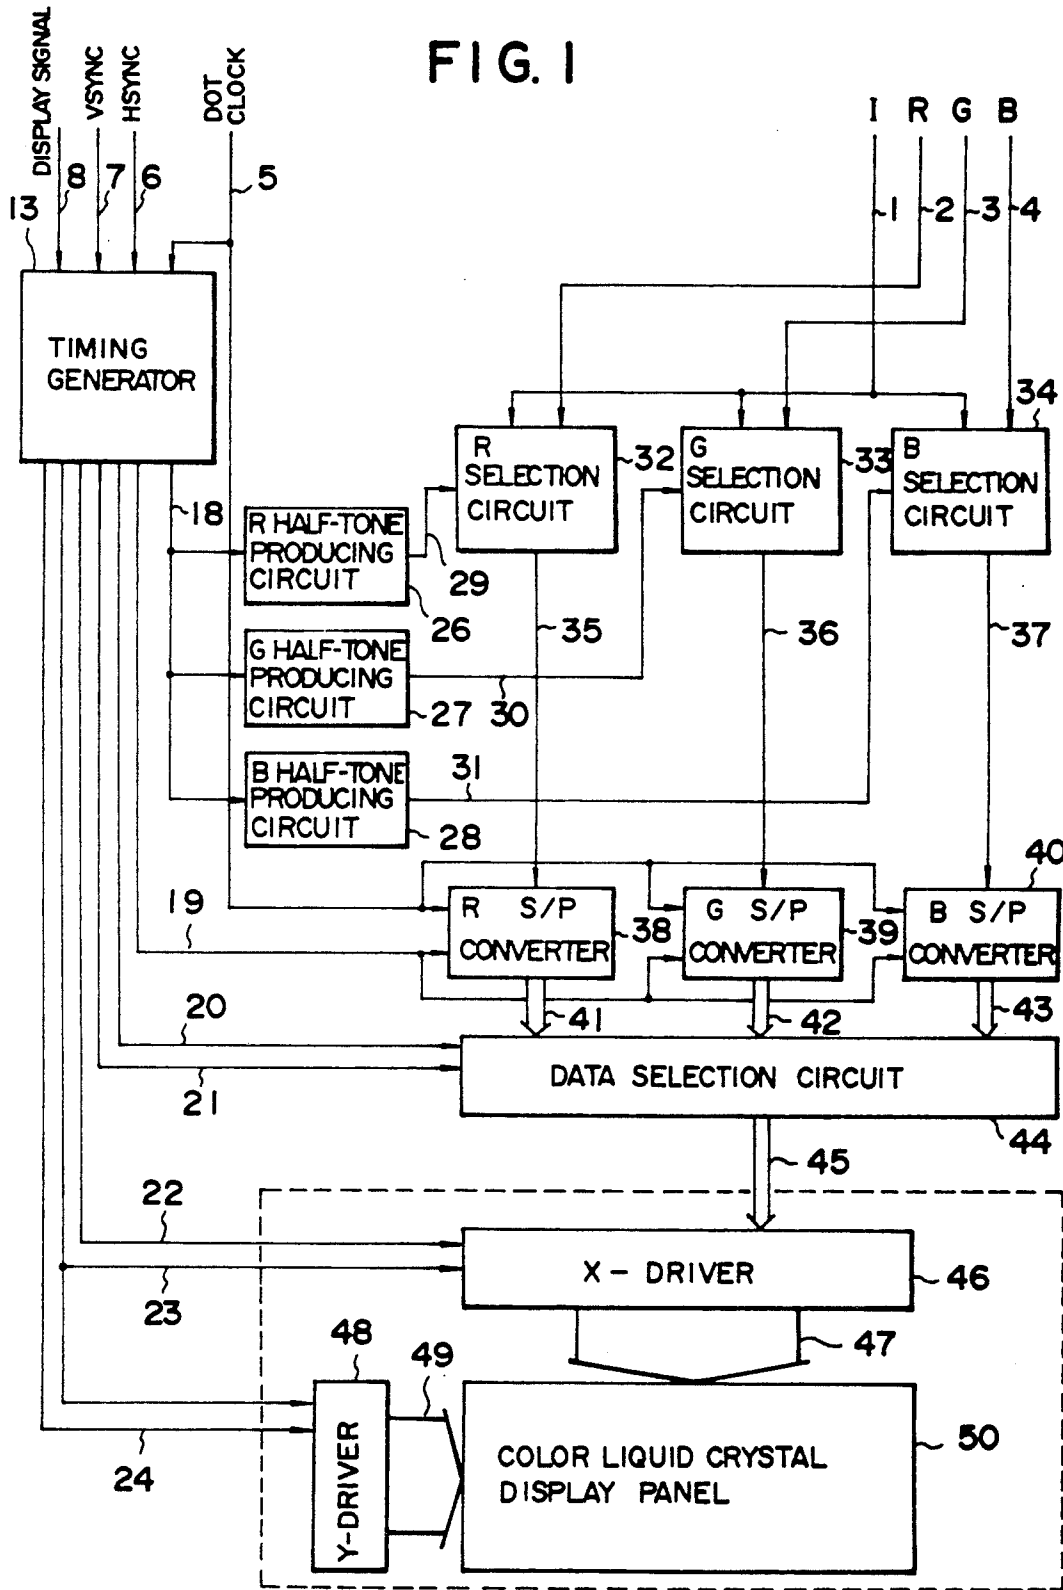 FIG. 1
DISPLAY SIGNAL
VSYNC
HSYNC
DOT
CLOCK
I R G B
8
7
6
5
1
2
3
4
13
TIMING
GENERATOR
R
SELECTION
CIRCUIT
32
G
SELECTION
CIRCUIT
33
34
B
SELECTION
CIRCUIT
18
R HALF-TONE
PRODUCING
CIRCUIT
29
26
35
36
37
G HALF-TONE
PRODUCING
CIRCUIT
27
30
B HALF-TONE
PRODUCING
CIRCUIT
28
31
19
R S/P
CONVERTER
38
G S/P
CONVERTER
39
40
B S/P
CONVERTER
41
42
43
20
21
DATA SELECTION CIRCUIT
44
45
22
23
X - DRIVER
46
47
48
49
Y-DRIVER
24
COLOR LIQUID CRYSTAL
DISPLAY PANEL
50